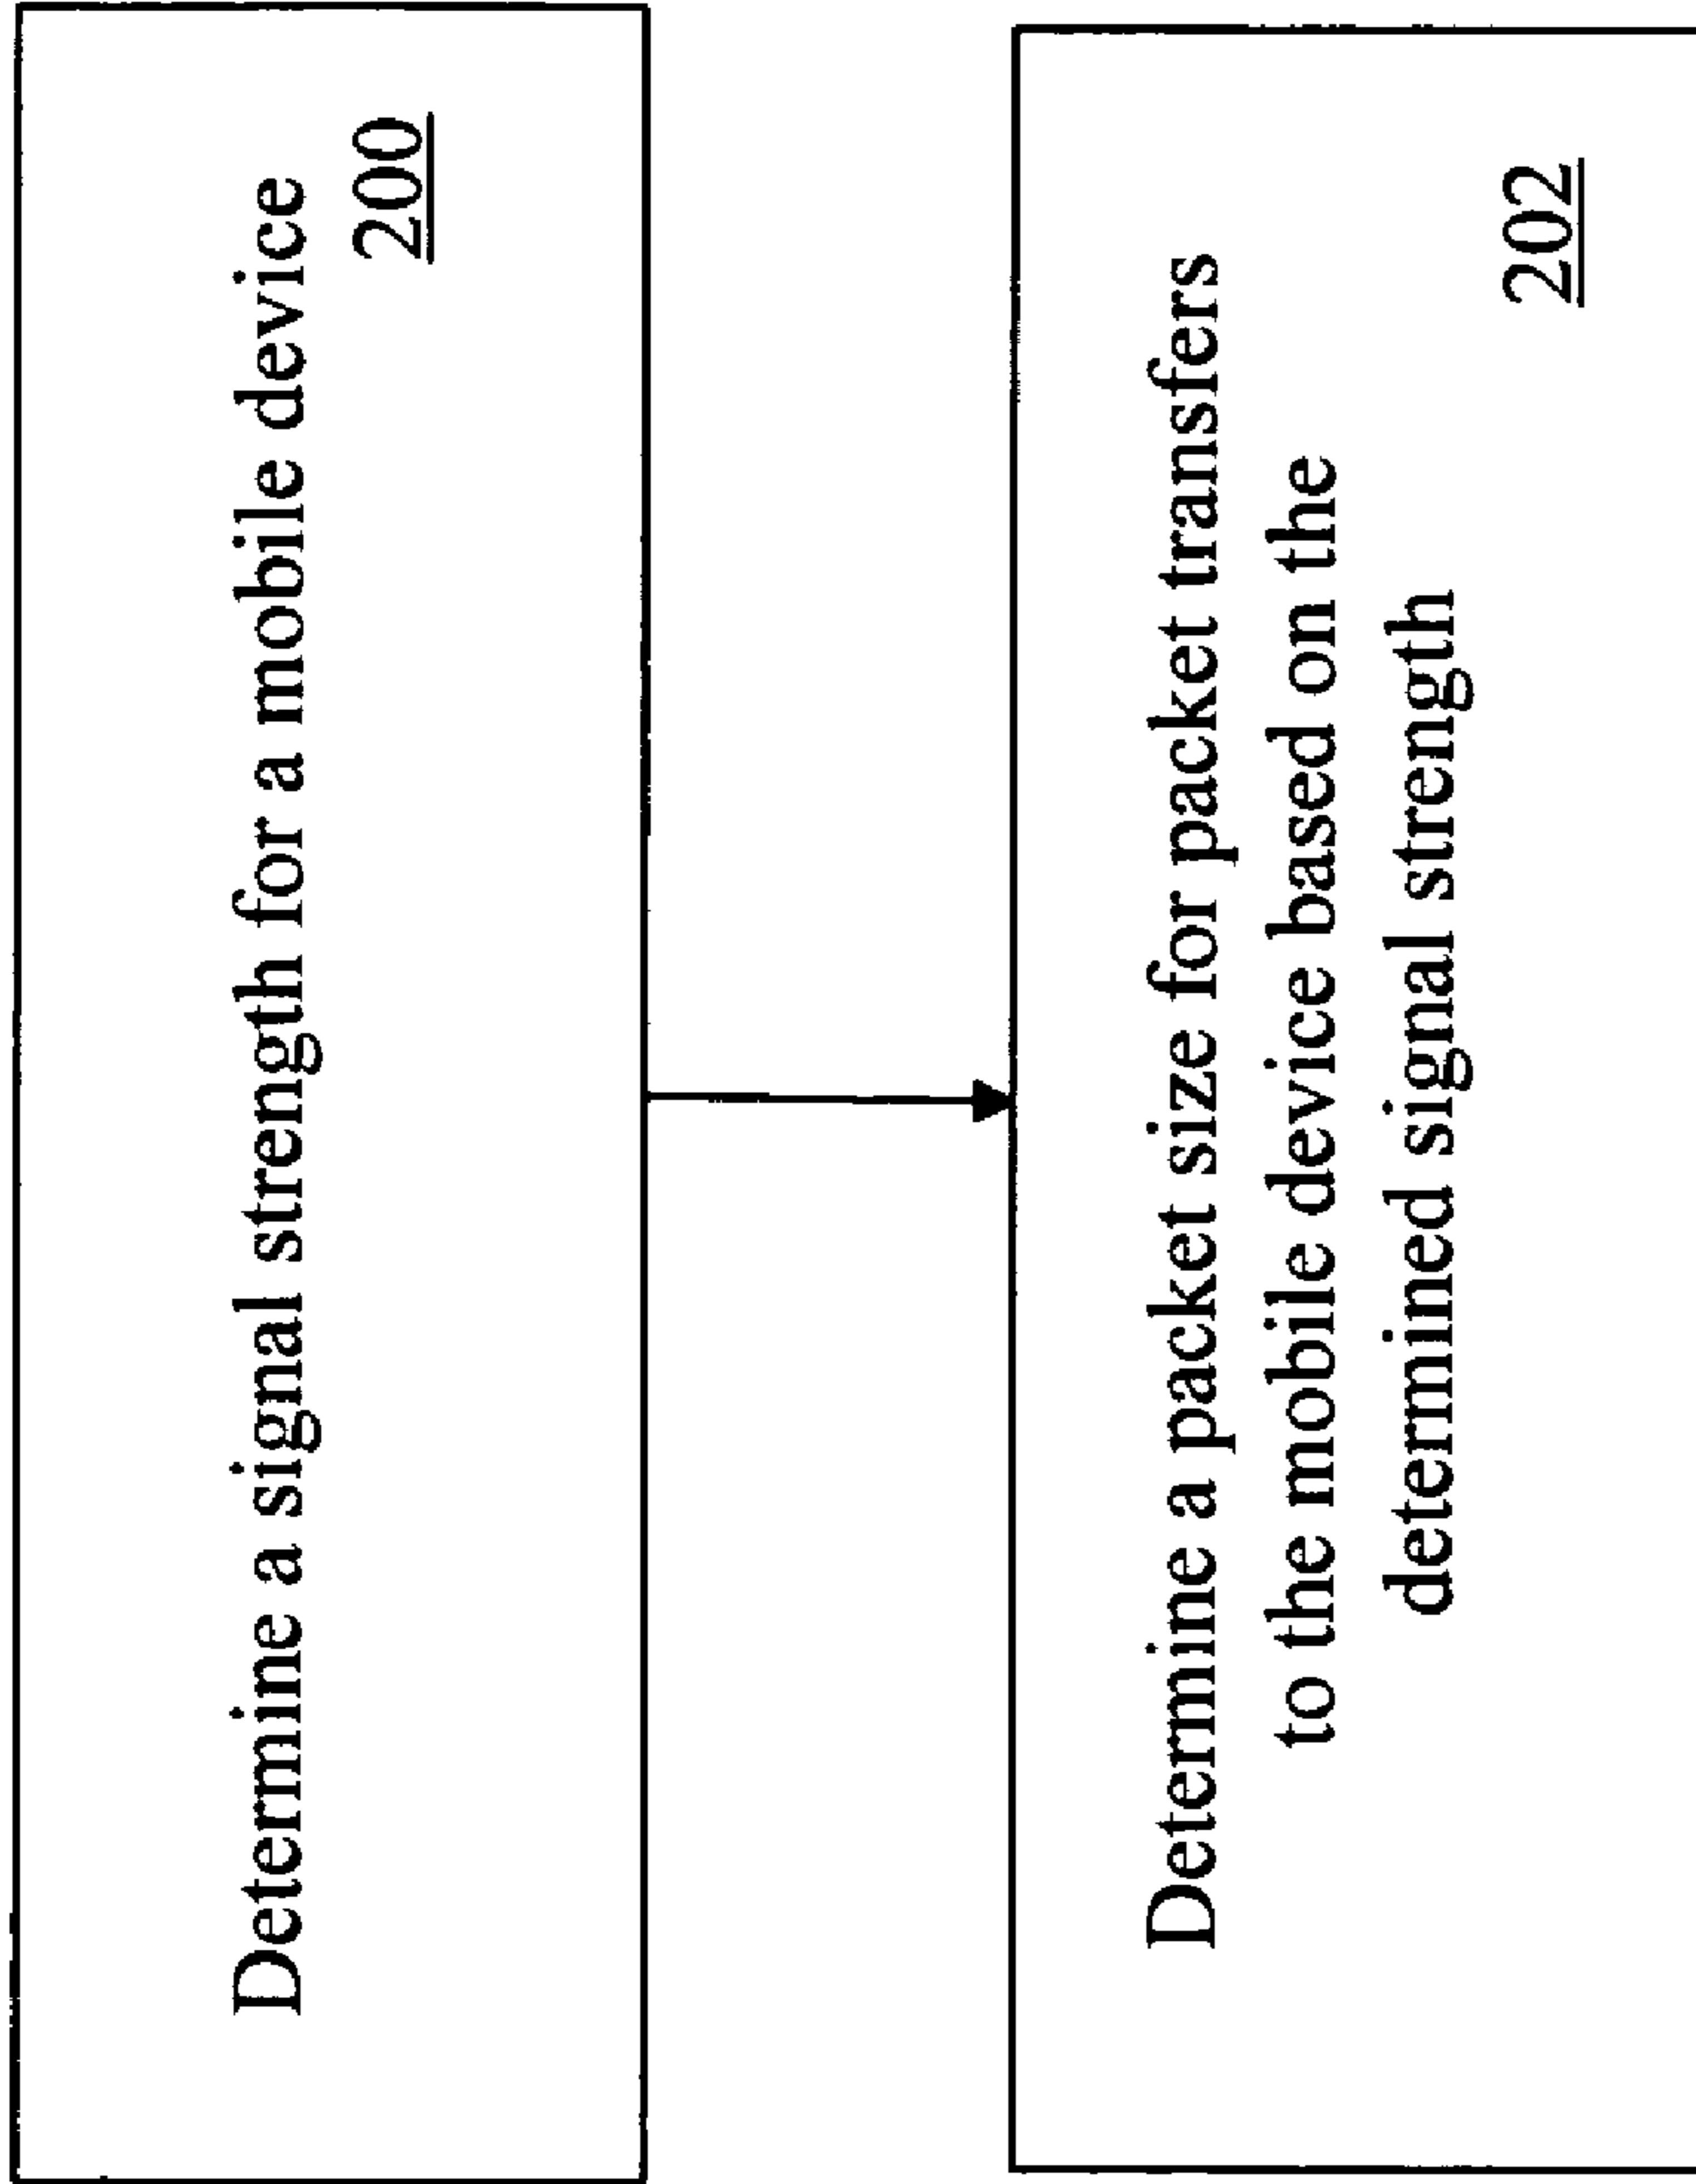 Determine a signal strength for a mobile device
200
Determine a packet size for packet transfers
to the mobile device based on the
determined signal strength
202